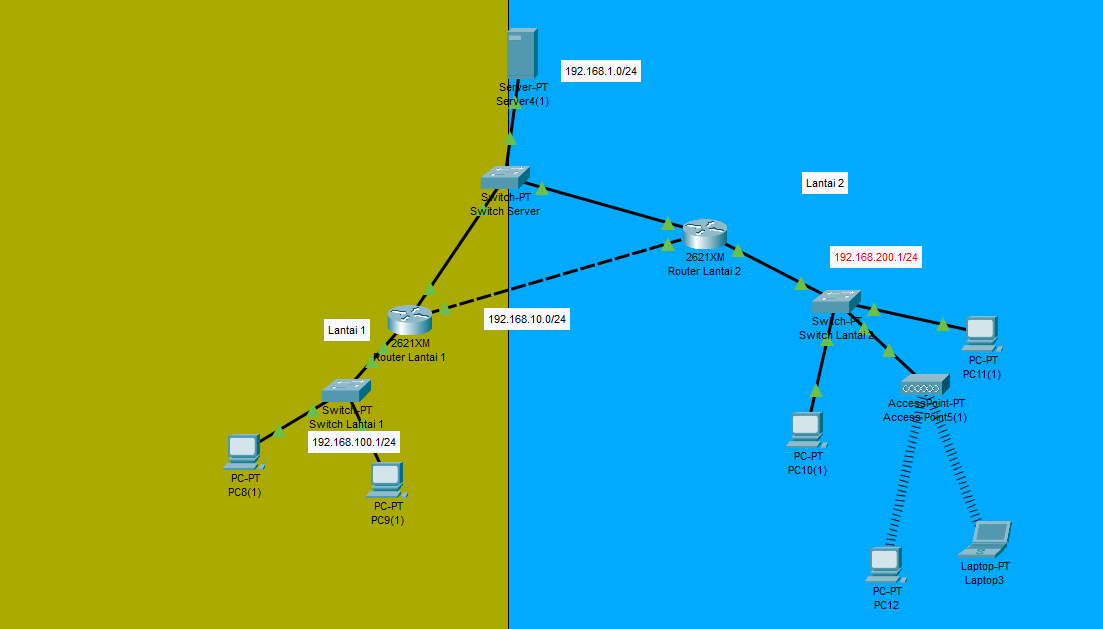 192.168.1.0/24
Server-PT
Server4(1)
Lantai 2
Switch-PT
Switch Server
2621XM
Router Lantai 2
192.168.200.1/24
192.168.10.0/24
Lantai 1
2621XM
Router Lantai 1
Switch-PT
Switch Lantai 2
PC-PT
PC11(1)
AccessPoint-PT
Access Point5(1)
Switch-PT
Switch Lantai 1
192.168.100.1/24
PC-PT
PC10(1)
PC-PT
PC8(1)
PC-PT
PC9(1)
Laptop-PT
Laptop3
PC-PT
PC12